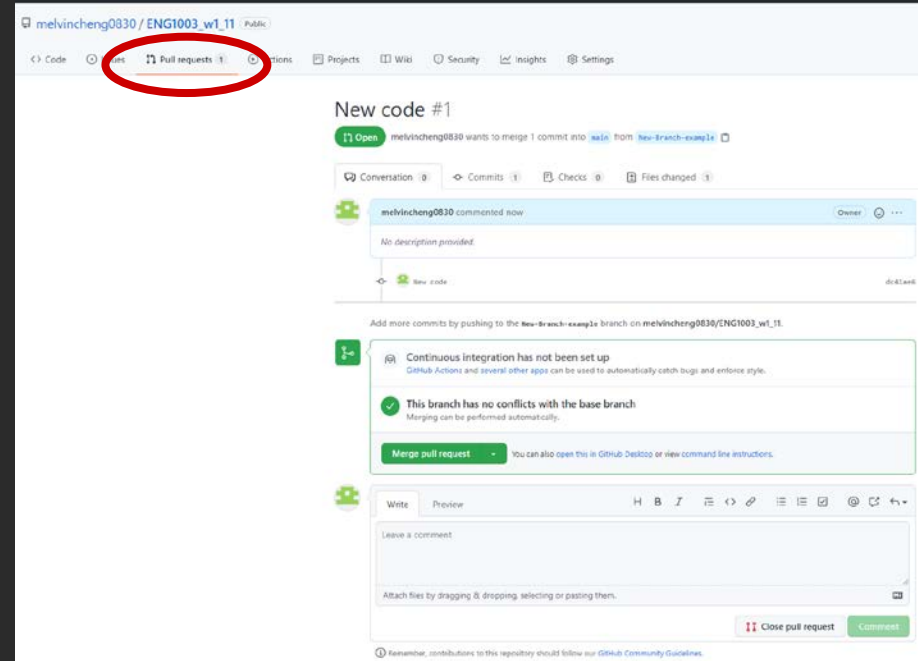 melvincheng0830 / ENG1003_w1_11 Public
Code Pull requests 1 Projects Wiki Security Insights Settings
New code #1
Open melvincheng0830 wants to merge 1 commit into main from New-Branch-example
Conversation 0 Commits 1 Checks 0 Files changed 1
melvincheng0830 commented now Owner ...
No description provided.
New code
Add more commits by pushing to the New-Branch-example branch on melvincheng0830/ENG1003_w1_11.
Continuous integration has not been set up
GitHub Actions and several other apps can be used to automatically catch bugs and enforce style.
This branch has no conflicts with the base branch
Merging can be performed automatically.
Merge pull request You can also open this in GitHub Desktop or view command line instructions.
Write Preview H B I
Leave a comment
Attach files by dragging & dropping, selecting or pasting them.
Close pull request Comment
Remember, contributions to this repository should follow our GitHub Community Guidelines.